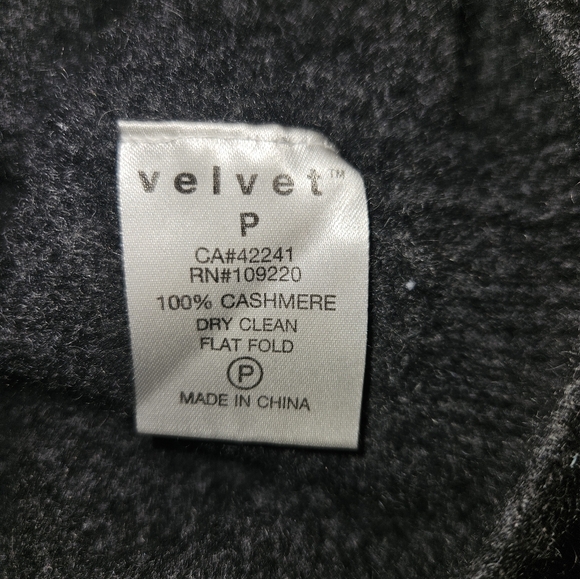 velvet™
P
CA#42241
RN#109220
100% CASHMERE
DRY CLEAN
FLAT FOLD
P
MADE IN CHINA